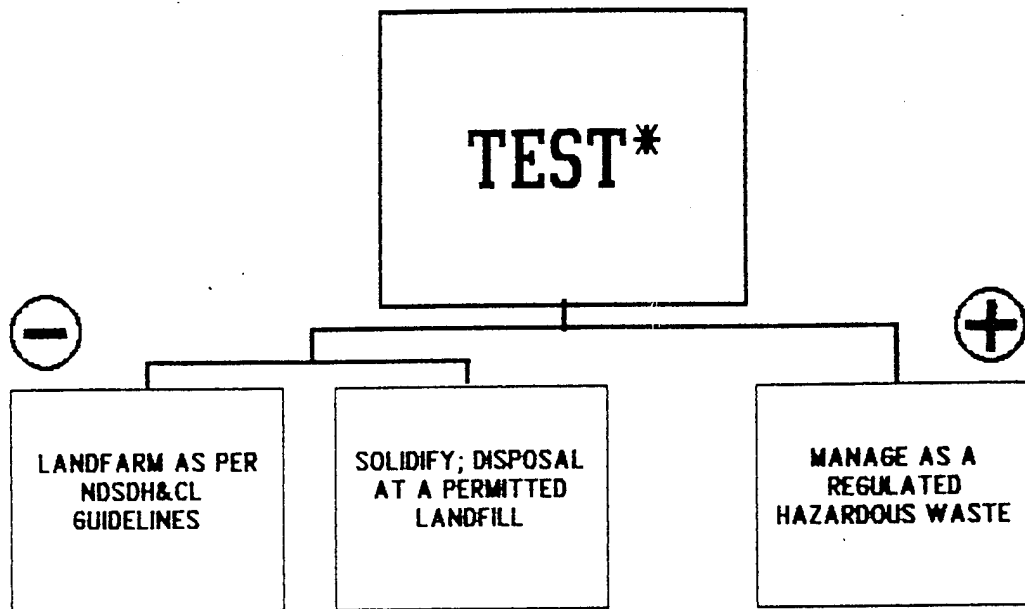 TEST*
−
+
LANDFARM AS PER
NDSDH&CL
GUIDELINES
SOLIDIFY; DISPOSAL
AT A PERMITTED
LANDFILL
MANAGE AS A
REGULATED
HAZARDOUS WASTE